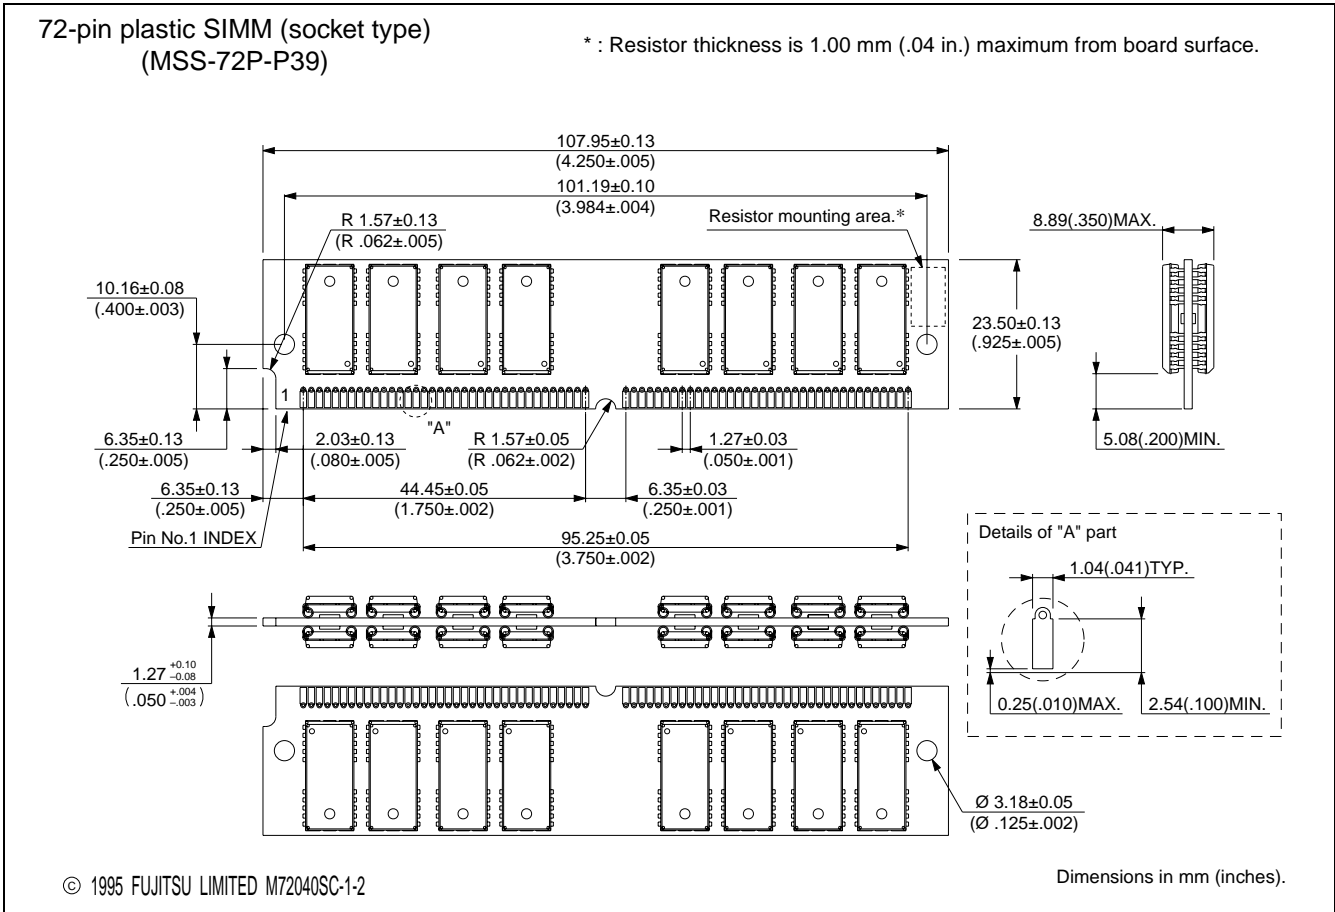 72-pin plastic SIMM (socket type)
(MSS-72P-P39)
* : Resistor thickness is 1.00 mm (.04 in.) maximum from board surface.
107.95±0.13
(4.250±.005)
101.19±0.10
(3.984±.004)
R 1.57±0.13
(R .062±.005)
Resistor mounting area.*
8.89(.350)MAX.
10.16±0.08
(.400±.003)
23.50±0.13
(.925±.005)
1
"A"
6.35±0.13
(.250±.005)
2.03±0.13
(.080±.005)
R 1.57±0.05
(R .062±.002)
1.27±0.03
(.050±.001)
5.08(.200)MIN.
6.35±0.13
(.250±.005)
44.45±0.05
(1.750±.002)
6.35±0.03
(.250±.001)
Pin No.1 INDEX
95.25±0.05
(3.750±.002)
Details of "A" part
1.04(.041)TYP.
0.25(.010)MAX.
2.54(.100)MIN.
1.27 +0.10 −0.08
(.050 +.004 −.003)
Ø 3.18±0.05
(Ø .125±.002)
© 1995 FUJITSU LIMITED M72040SC-1-2
Dimensions in mm (inches).